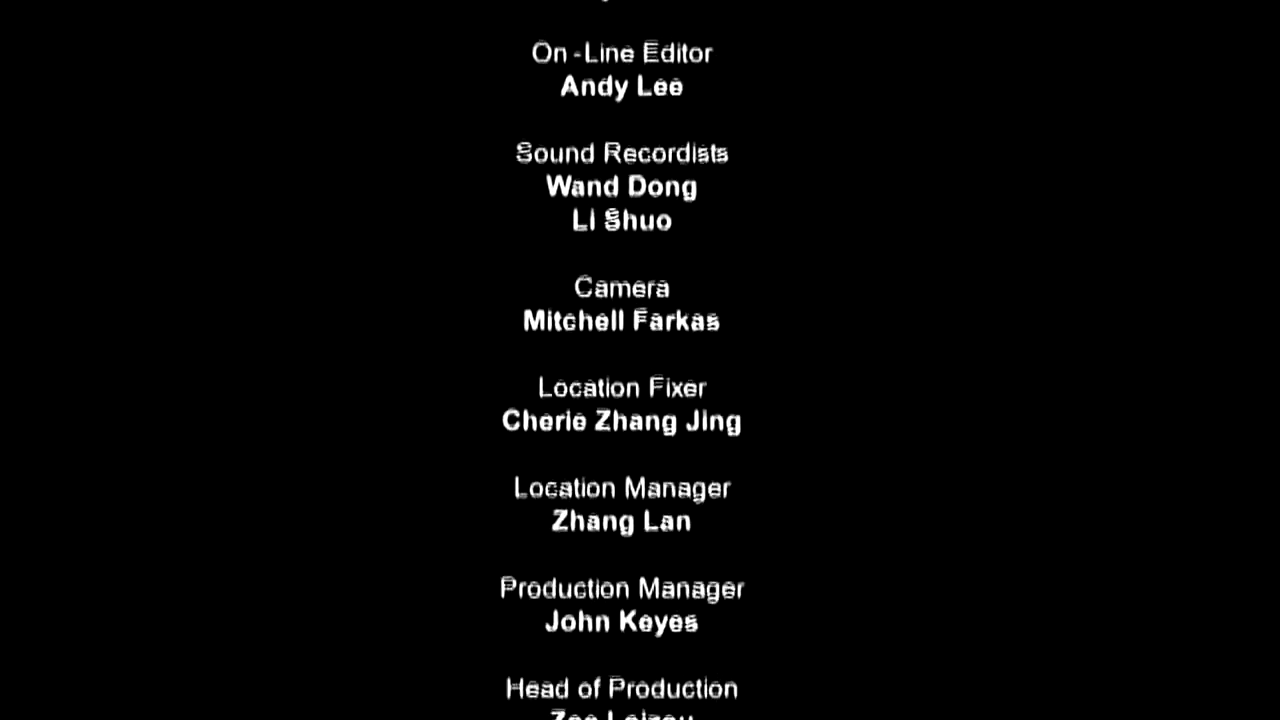 On -Line Editor
Andy Lee
Sound Recordists
Wand Dong
Li Shuo
Camera
Mitchell Farkas
Location Fixer
Cherie Zhang Jing
Location Manager
Zhang Lan
Production Manager
John Keyes
Head of Production